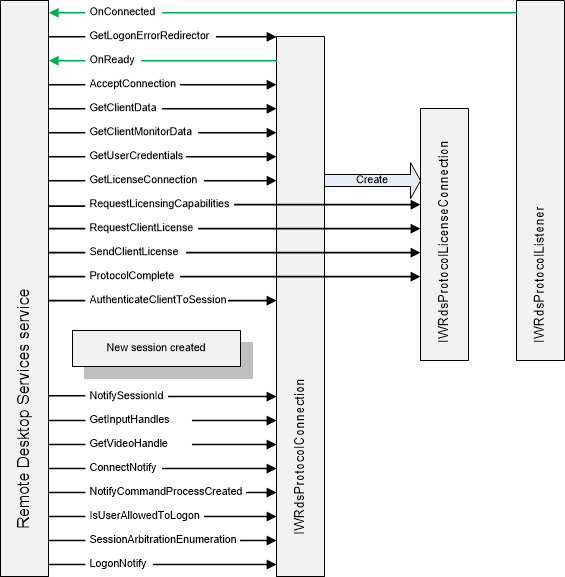 OnConnected
GetLogonErrorRedirector
OnReady
AcceptConnection
GetClientData
GetClientMonitorData
GetUserCredentials
GetLicenseConnection
Create
RequestLicensingCapabilities
RequestClientLicense
SendClientLicense
ProtocolComplete
AuthenticateClientToSession
New session created
NotifySessionId
GetInputHandles
GetVideoHandle
ConnectNotify
NotifyCommandProcessCreated
IsUserAllowedToLogon
SessionArbitrationEnumeration
LogonNotify
Remote Desktop Services service
IWRdsProtocolConnection
IWRdsProtocolLicenseConnection
IWRdsProtocolListener